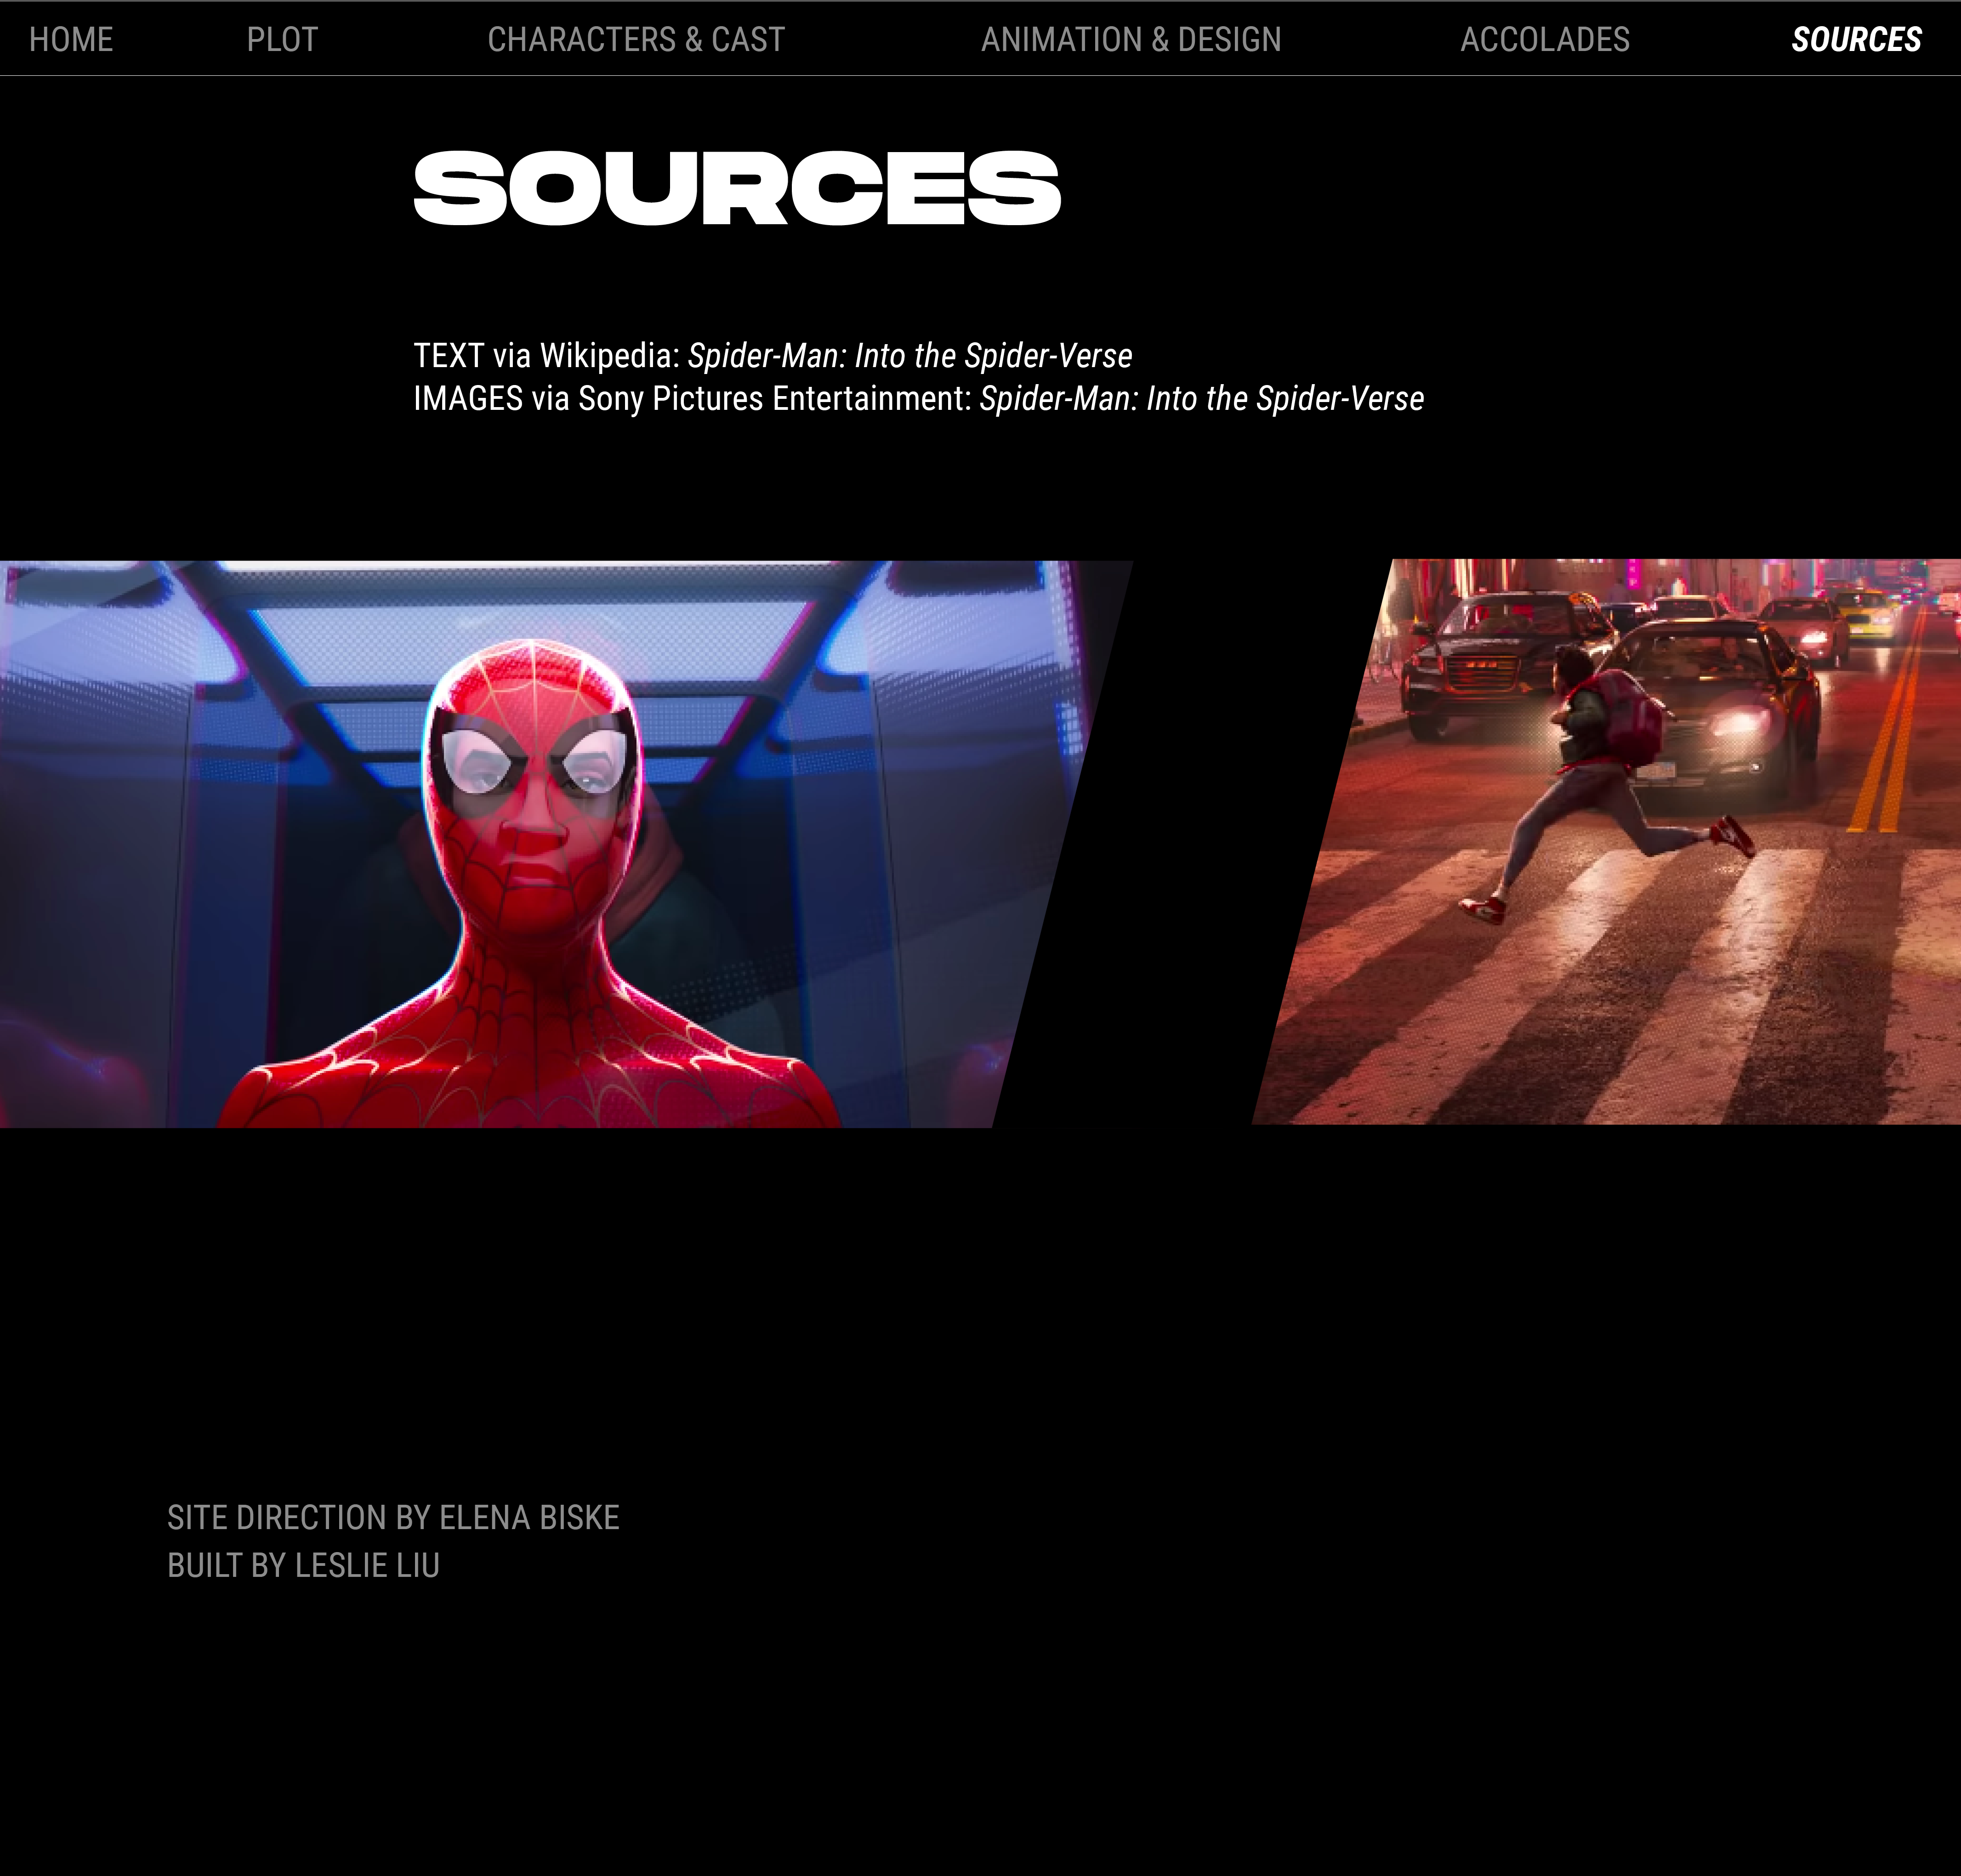 HOME PLOT CHARACTERS & CAST ANIMATION & DESIGN ACCOLADES SOURCES
SOURCES
TEXT via Wikipedia: Spider-Man: Into the Spider-Verse
IMAGES via Sony Pictures Entertainment: Spider-Man: Into the Spider-Verse
SITE DIRECTION BY ELENA BISKE
BUILT BY LESLIE LIU